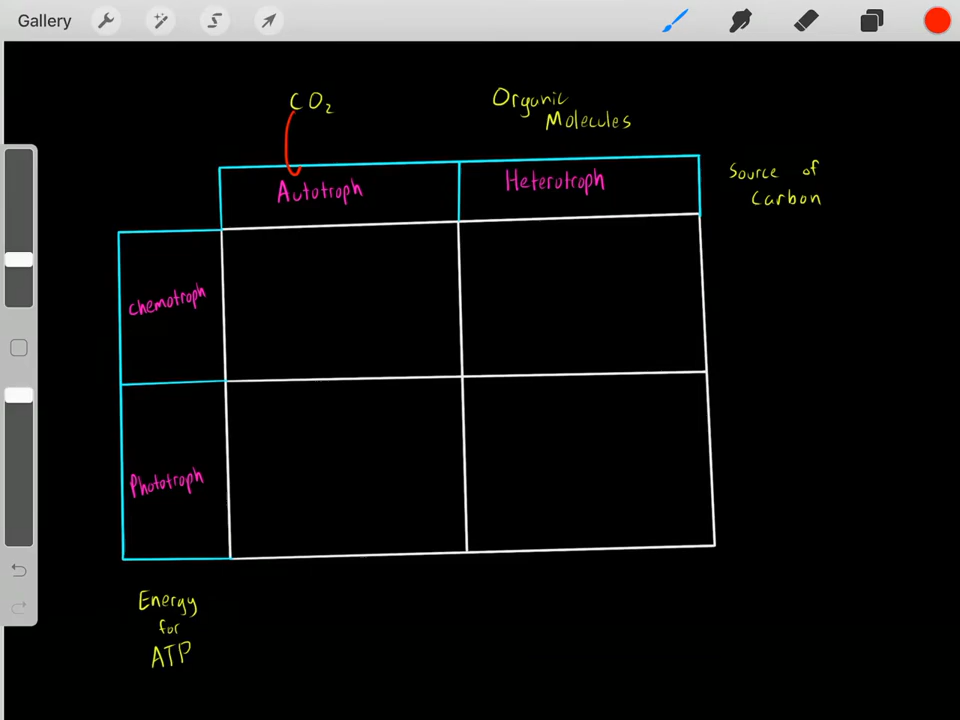 Gallery
CO₂
Organic
Molecules
Autotroph
Heterotroph
Source of
Carbon
Chemotroph
Phototroph
Energy
for
ATP